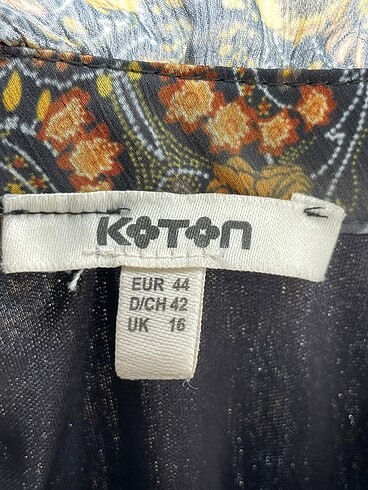 KOTON
EUR 44
D/CH 42
UK 16